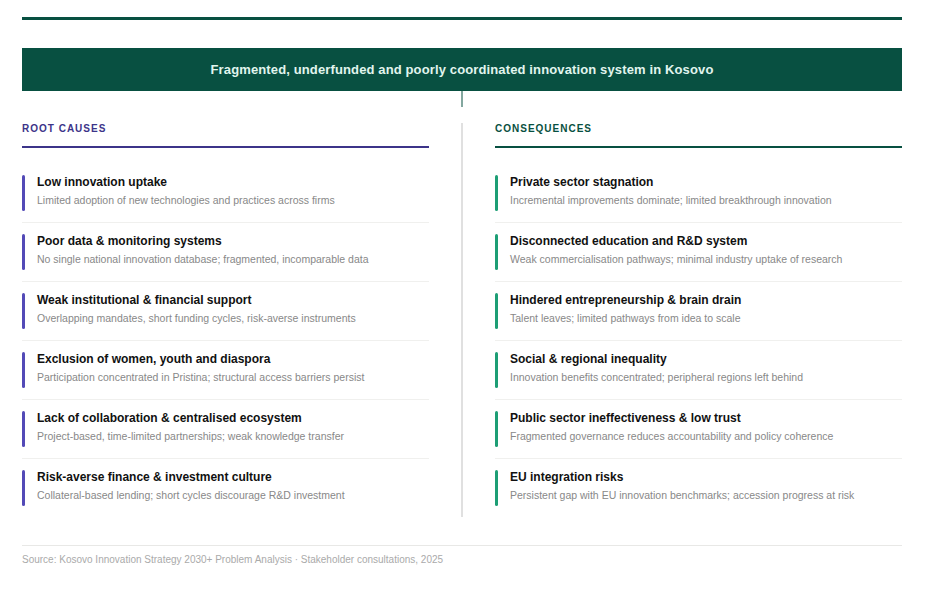 Fragmented, underfunded and poorly coordinated innovation system in Kosovo
ROOT CAUSES
Low innovation uptake
Limited adoption of new technologies and practices across firms
Poor data & monitoring systems
No single national innovation database; fragmented, incomparable data
Weak institutional & financial support
Overlapping mandates, short funding cycles, risk-averse instruments
Exclusion of women, youth and diaspora
Participation concentrated in Pristina; structural access barriers persist
Lack of collaboration & centralised ecosystem
Project-based, time-limited partnerships; weak knowledge transfer
Risk-averse finance & investment culture
Collateral-based lending; short cycles discourage R&D investment
CONSEQUENCES
Private sector stagnation
Incremental improvements dominate; limited breakthrough innovation
Disconnected education and R&D system
Weak commercialisation pathways; minimal industry uptake of research
Hindered entrepreneurship & brain drain
Talent leaves; limited pathways from idea to scale
Social & regional inequality
Innovation benefits concentrated; peripheral regions left behind
Public sector ineffectiveness & low trust
Fragmented governance reduces accountability and policy coherence
EU integration risks
Persistent gap with EU innovation benchmarks; accession progress at risk
Source: Kosovo Innovation Strategy 2030+ Problem Analysis · Stakeholder consultations, 2025